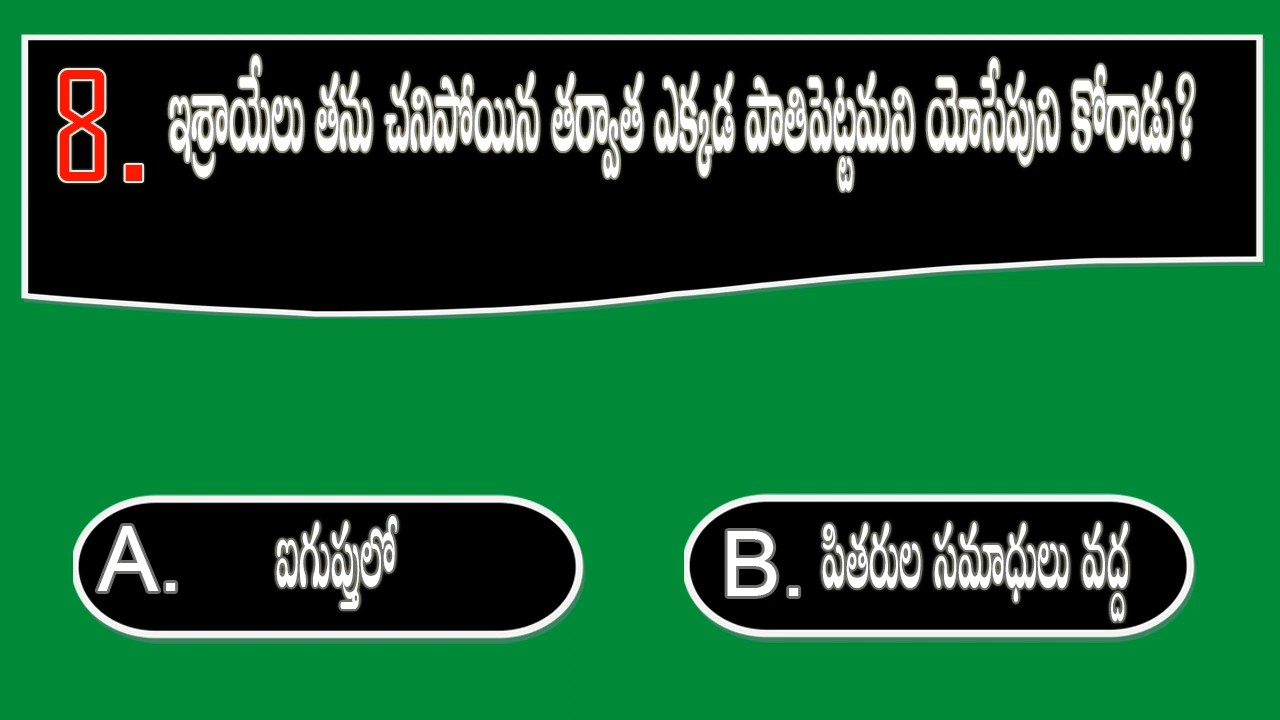 8. ఇశ్రాయేలు తను చనిపోయిన తర్వాత ఎక్కడ పాతిపెట్టమని యోసేపుని కోరాడు?
A. ఐగుప్తులో
B. పితరుల సమాధులు వద్ద